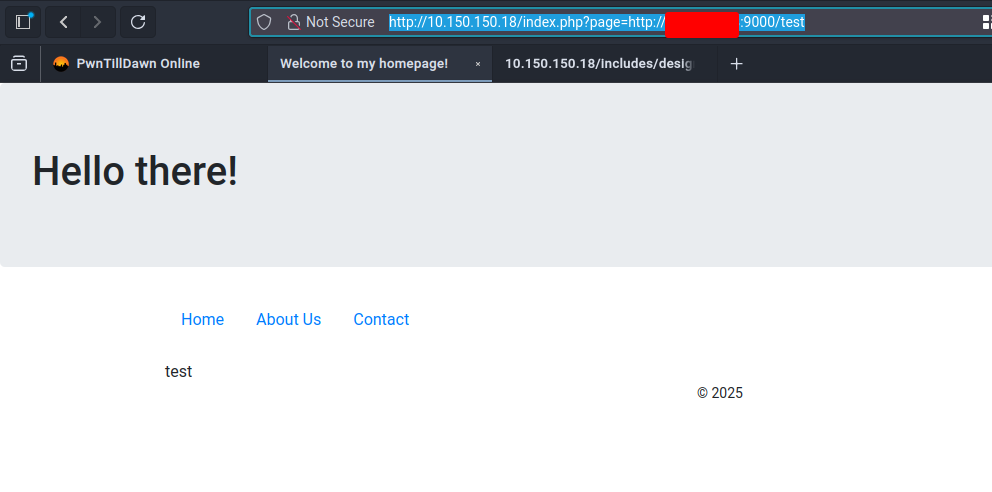 Not Secure http://10.150.150.18/index.php?page=http:// :9000/test
PwnTillDawn Online Welcome to my homepage! × 10.150.150.18/includes/desig
Hello there!
Home About Us Contact
test
© 2025